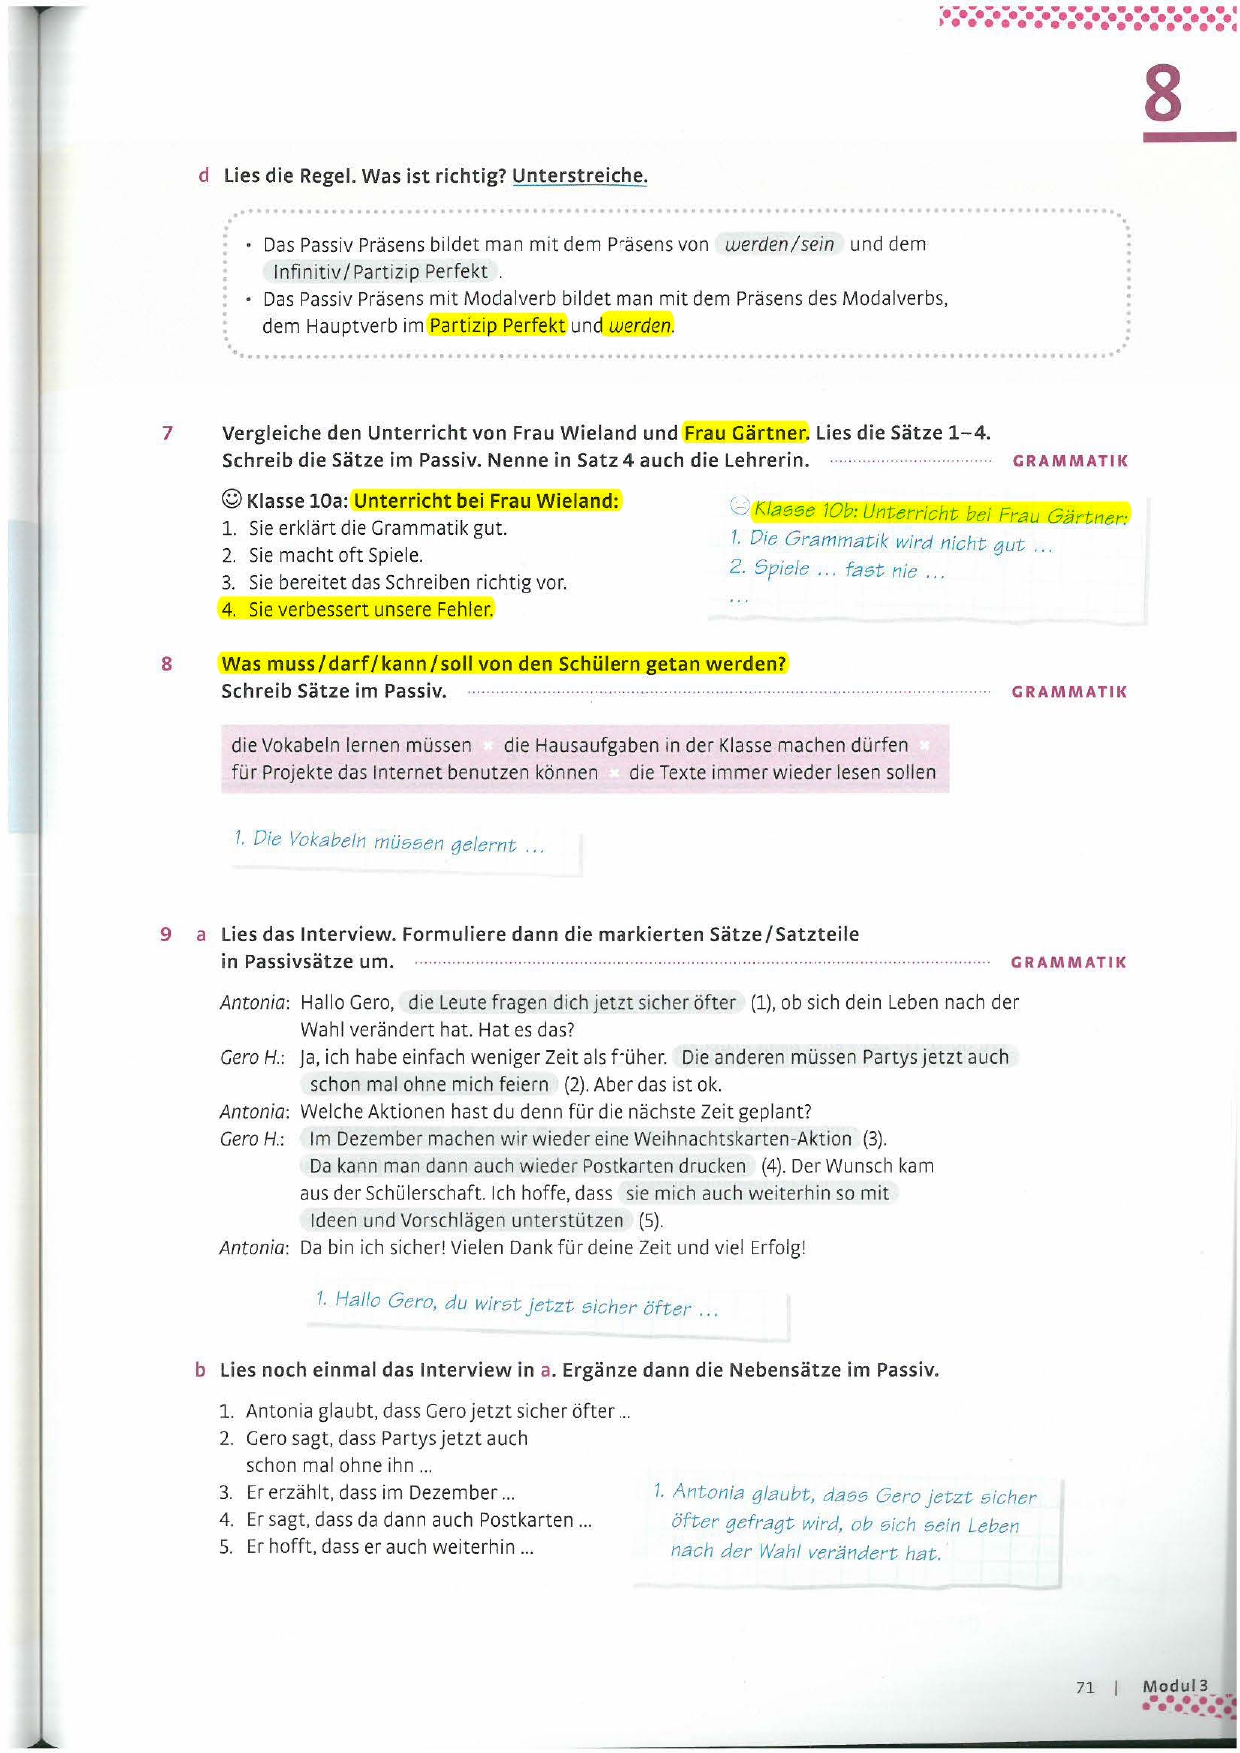 8
d Lies die Regel. Was ist richtig? Unterstreiche.
• Das Passiv Präsens bildet man mit dem Präsens von werden/sein und dem
Infinitiv/Partizip Perfekt .
• Das Passiv Präsens mit Modalverb bildet man mit dem Präsens des Modalverbs,
dem Hauptverb im Partizip Perfekt und werden.
7 Vergleiche den Unterricht von Frau Wieland und Frau Gärtner. Lies die Sätze 1–4.
Schreib die Sätze im Passiv. Nenne in Satz 4 auch die Lehrerin. GRAMMATIK
☺ Klasse 10a: Unterricht bei Frau Wieland:
1. Sie erklärt die Grammatik gut.
2. Sie macht oft Spiele.
3. Sie bereitet das Schreiben richtig vor.
4. Sie verbessert unsere Fehler.
☹ Klasse 10b: Unterricht bei Frau Gärtner:
1. Die Grammatik wird nicht gut ...
2. Spiele ... fast nie ...
...
8 Was muss/darf/kann/soll von den Schülern getan werden?
Schreib Sätze im Passiv. GRAMMATIK
die Vokabeln lernen müssen × die Hausaufgaben in der Klasse machen dürfen ×
für Projekte das Internet benutzen können × die Texte immer wieder lesen sollen
1. Die Vokabeln müssen gelernt ...
9 a Lies das Interview. Formuliere dann die markierten Sätze/Satzteile
in Passivsätze um. GRAMMATIK
Antonia: Hallo Gero, die Leute fragen dich jetzt sicher öfter (1), ob sich dein Leben nach der
Wahl verändert hat. Hat es das?
Gero H.: Ja, ich habe einfach weniger Zeit als früher. Die anderen müssen Partys jetzt auch
schon mal ohne mich feiern (2). Aber das ist ok.
Antonia: Welche Aktionen hast du denn für die nächste Zeit geplant?
Gero H.: Im Dezember machen wir wieder eine Weihnachtskarten-Aktion (3).
Da kann man dann auch wieder Postkarten drucken (4). Der Wunsch kam
aus der Schülerschaft. Ich hoffe, dass sie mich auch weiterhin so mit
Ideen und Vorschlägen unterstützen (5).
Antonia: Da bin ich sicher! Vielen Dank für deine Zeit und viel Erfolg!
1. Hallo Gero, du wirst jetzt sicher öfter ...
b Lies noch einmal das Interview in a. Ergänze dann die Nebensätze im Passiv.
1. Antonia glaubt, dass Gero jetzt sicher öfter ...
2. Gero sagt, dass Partys jetzt auch
schon mal ohne ihn ...
3. Er erzählt, dass im Dezember ...
4. Er sagt, dass da dann auch Postkarten ...
5. Er hofft, dass er auch weiterhin ...
1. Antonia glaubt, dass Gero jetzt sicher
öfter gefragt wird, ob sich sein Leben
nach der Wahl verändert hat.
71 | Modul 3